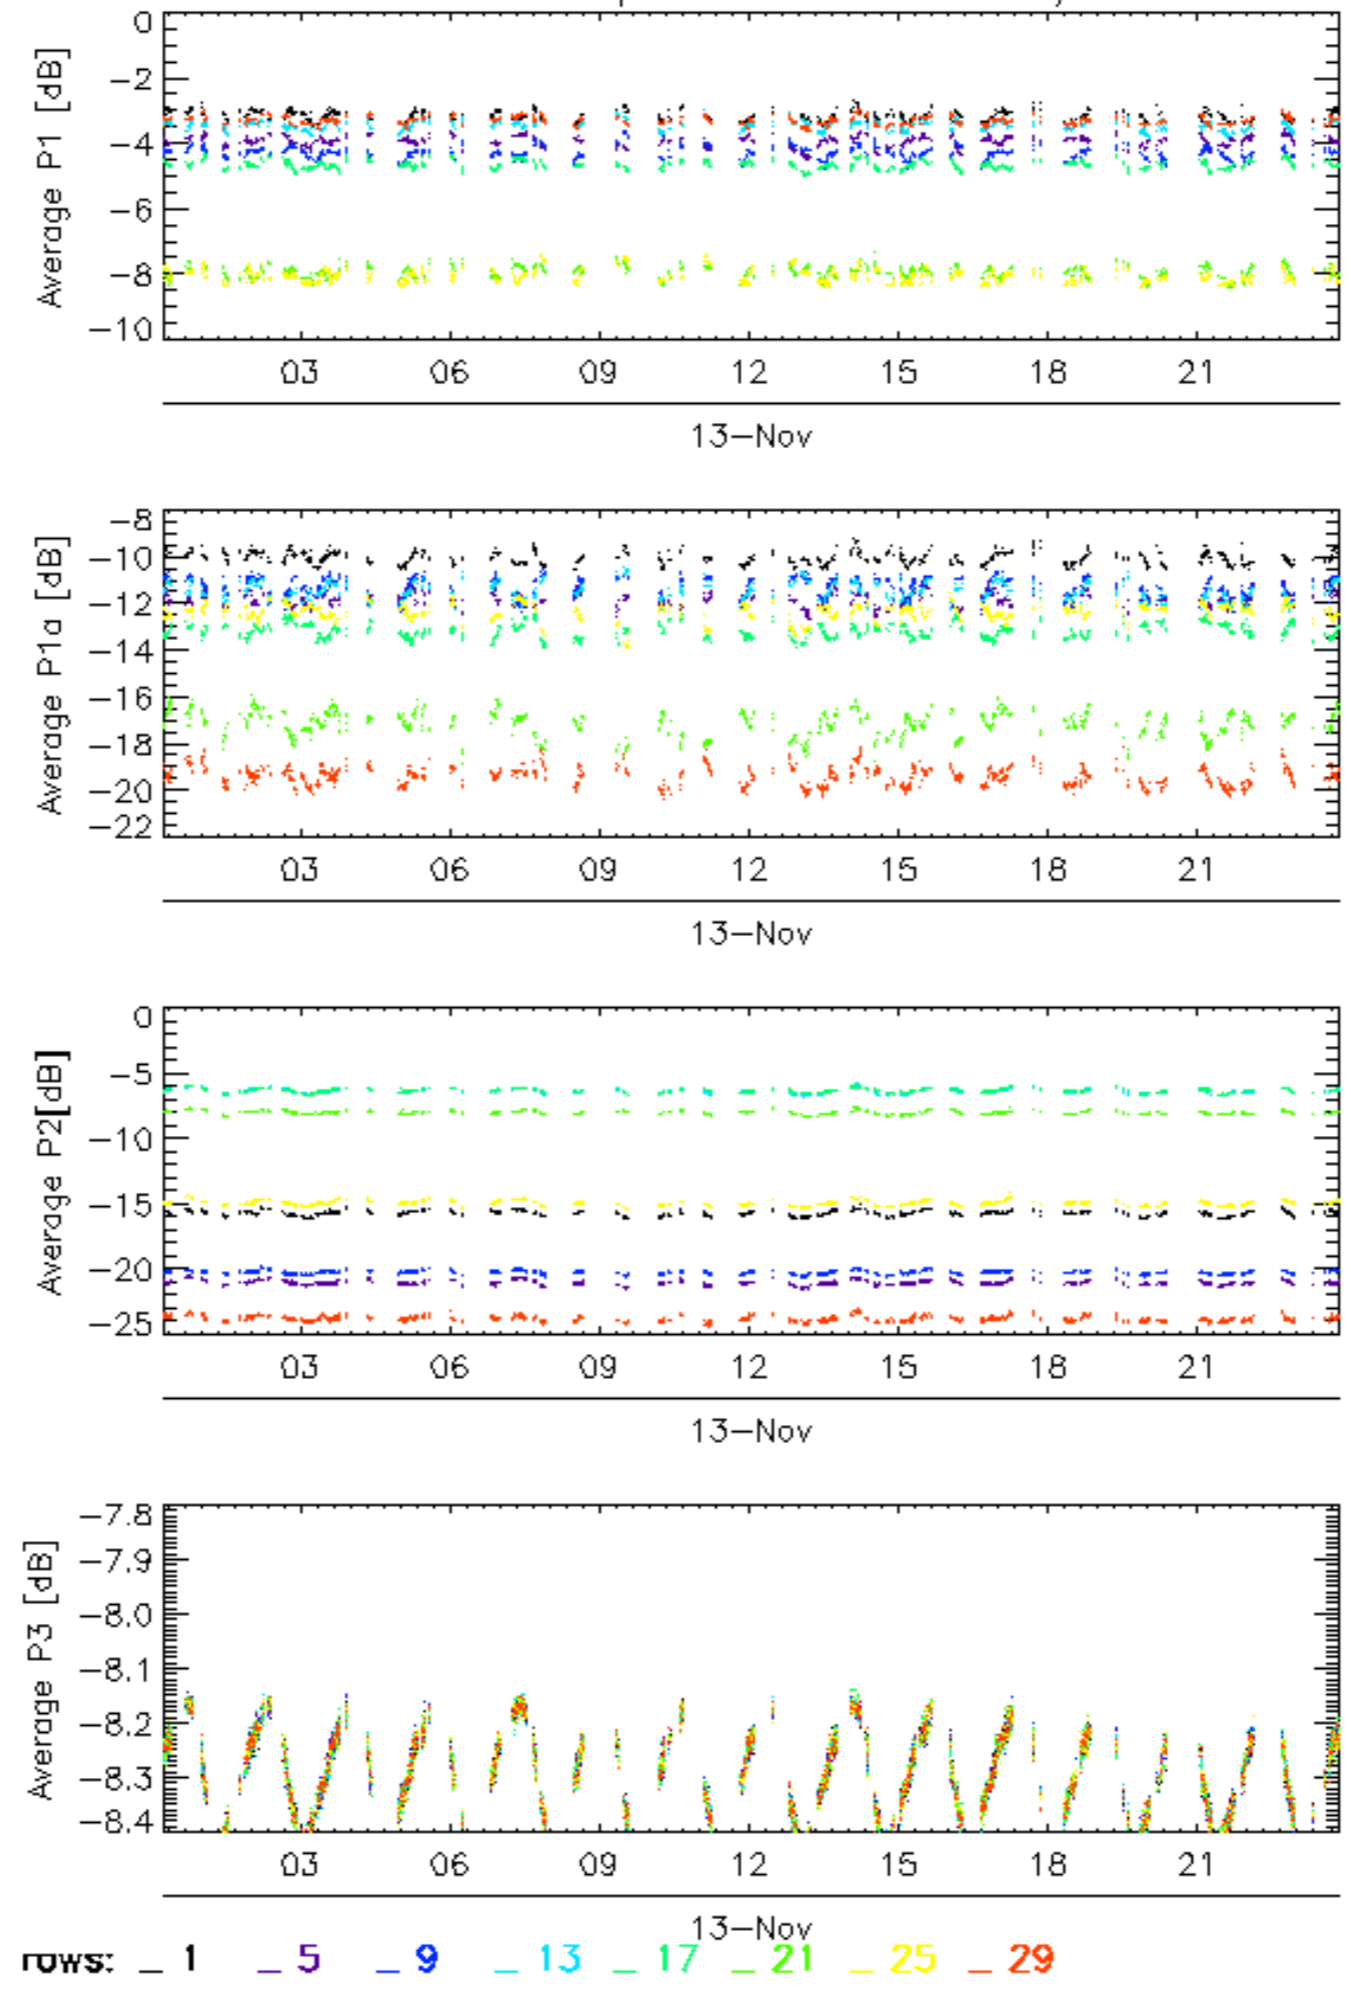 0
−2
−4
−6
−8
−10
Average P1 [dB]
03 06 09 12 15 18 21
13−Nov
−8
−10
−12
−14
−16
−18
−20
−22
Average P1a [dB]
03 06 09 12 15 18 21
13−Nov
0
−5
−10
−15
−20
−25
Average P2[dB]
03 06 09 12 15 18 21
13−Nov
−7.8
−7.9
−8.0
−8.1
−8.2
−8.3
−8.4
Average P3 [dB]
03 06 09 12 15 18 21
13−Nov
rows: _ 1 _ 5 _ 9 _ 13 _ 17 _ 21 _ 25 _ 29